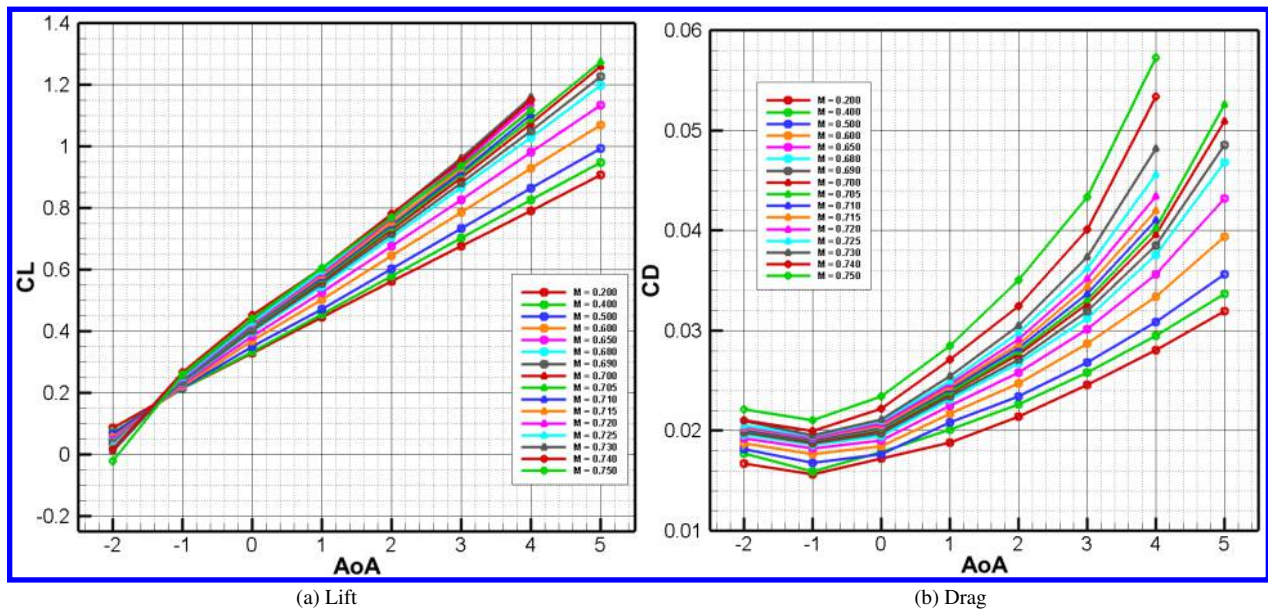 1.4
1.2
1
0.8
0.6
0.4
0.2
0
-0.2
CL
-2 -1 0 1 2 3 4 5
AoA
M = 0.200
M = 0.400
M = 0.500
M = 0.600
M = 0.650
M = 0.680
M = 0.690
M = 0.700
M = 0.705
M = 0.710
M = 0.715
M = 0.720
M = 0.725
M = 0.730
M = 0.740
M = 0.750
(a) Lift
0.06
0.05
0.04
0.03
0.02
0.01
CD
-2 -1 0 1 2 3 4 5
AoA
M = 0.200
M = 0.400
M = 0.500
M = 0.600
M = 0.650
M = 0.680
M = 0.690
M = 0.700
M = 0.705
M = 0.710
M = 0.715
M = 0.720
M = 0.725
M = 0.730
M = 0.740
M = 0.750
(b) Drag